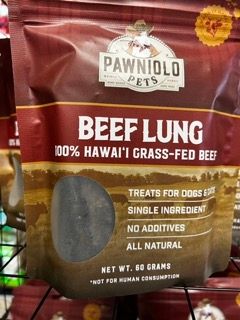 PAWNIOLO
PETS
BEEF LUNG
100% HAWAI'I GRASS-FED BEEF
TREATS FOR DOGS & CATS
SINGLE INGREDIENT
NO ADDITIVES
ALL NATURAL
NET WT. 60 GRAMS
*NOT FOR HUMAN CONSUMPTION